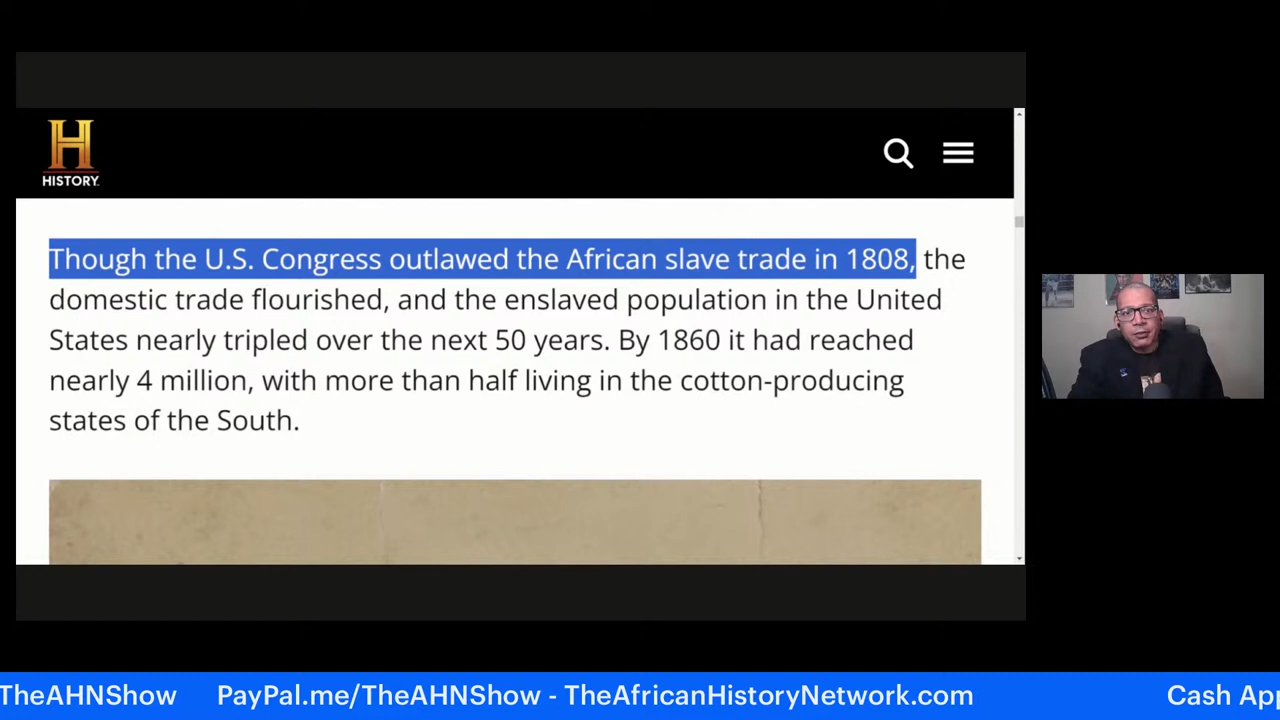 H
HISTORY.
Though the U.S. Congress outlawed the African slave trade in 1808, the
domestic trade flourished, and the enslaved population in the United
States nearly tripled over the next 50 years. By 1860 it had reached
nearly 4 million, with more than half living in the cotton-producing
states of the South.
TheAHNShow PayPal.me/TheAHNShow - TheAfricanHistoryNetwork.com Cash App